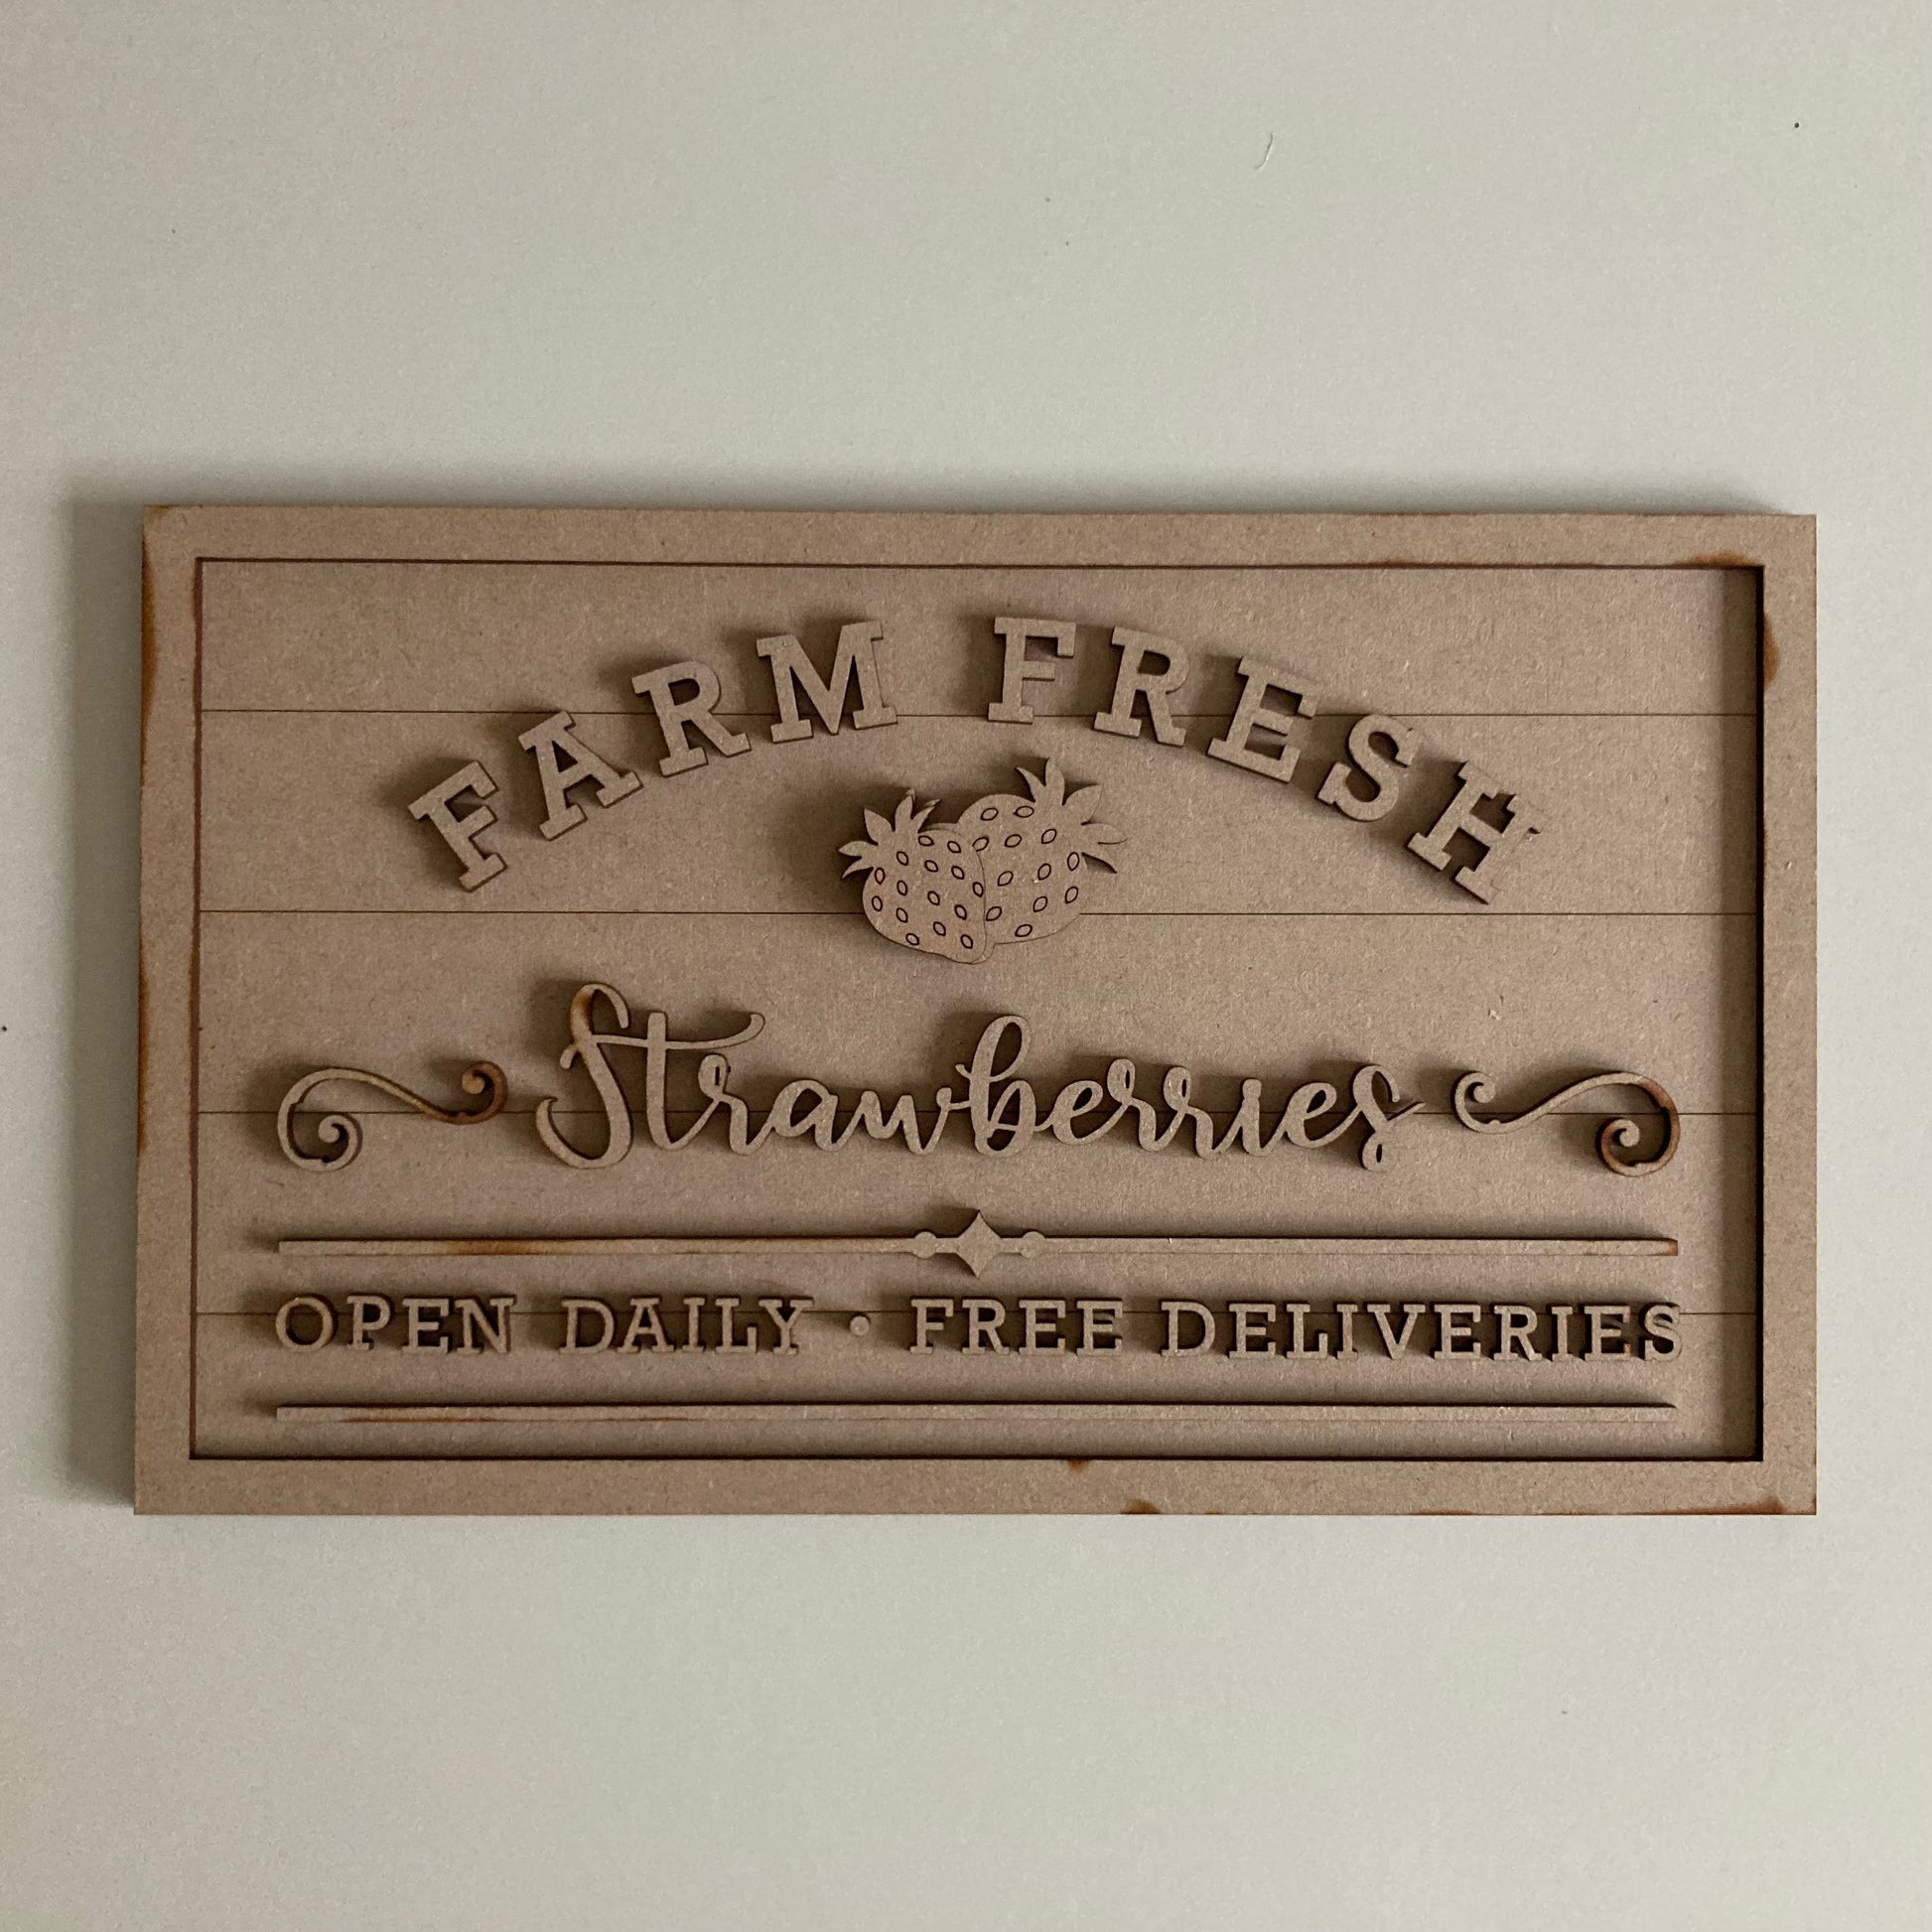 FARM FRESH
Strawberries
OPEN DAILY • FREE DELIVERIES